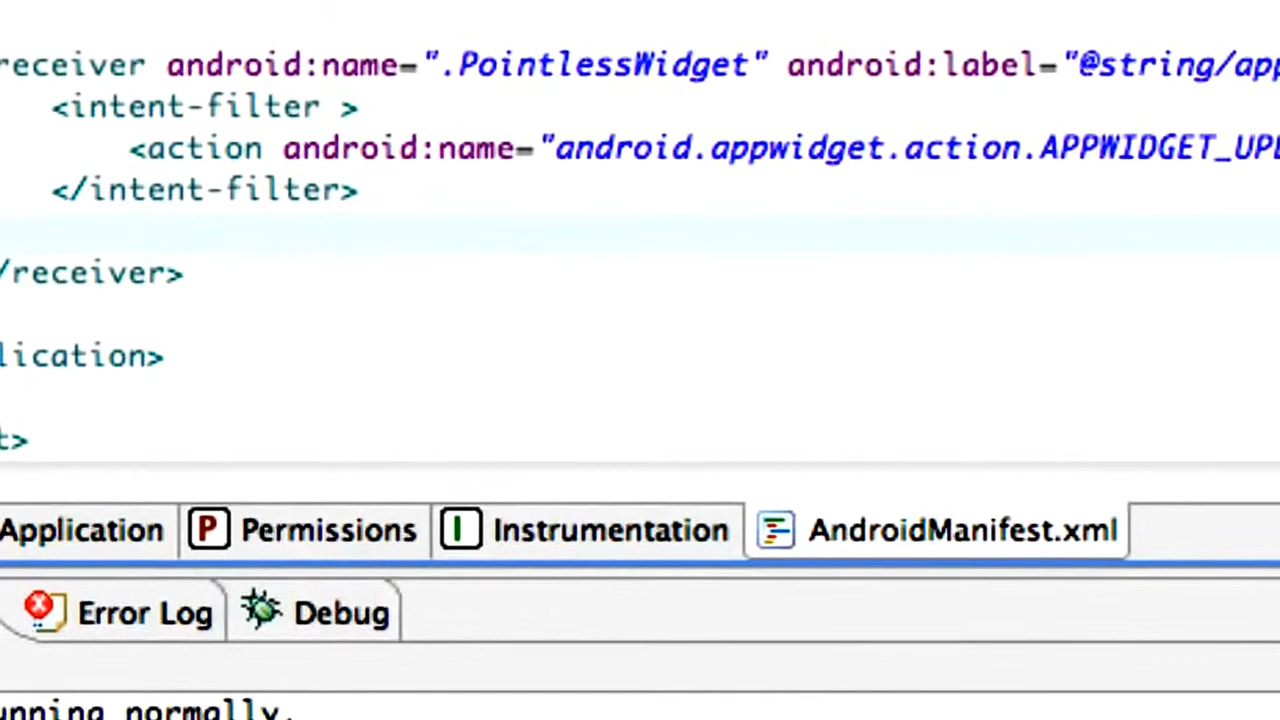 receiver android:name=".PointlessWidget" android:label="@string/app
<intent-filter >
<action android:name="android.appwidget.action.APPWIDGET_UPD
</intent-filter>
/receiver>
lication>
t>
Application Permissions Instrumentation AndroidManifest.xml
Error Log Debug
unning normally.